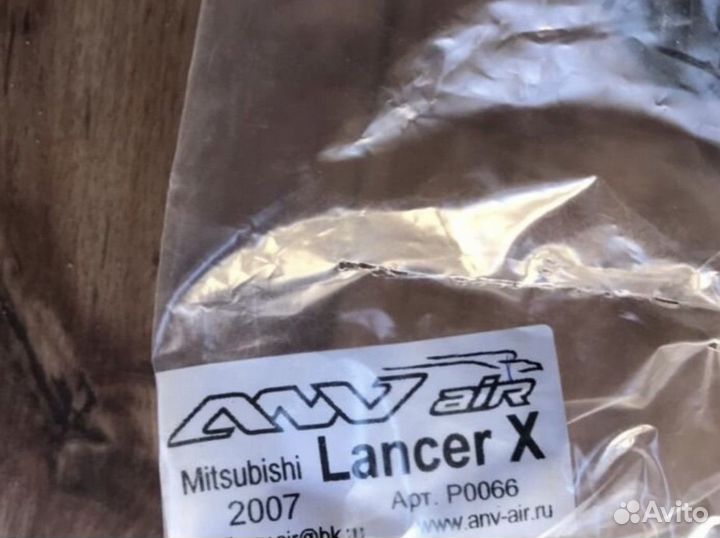 ANV air
Mitsubishi Lancer X
2007 Арт. P0066
www.anv-air.ru
Avito